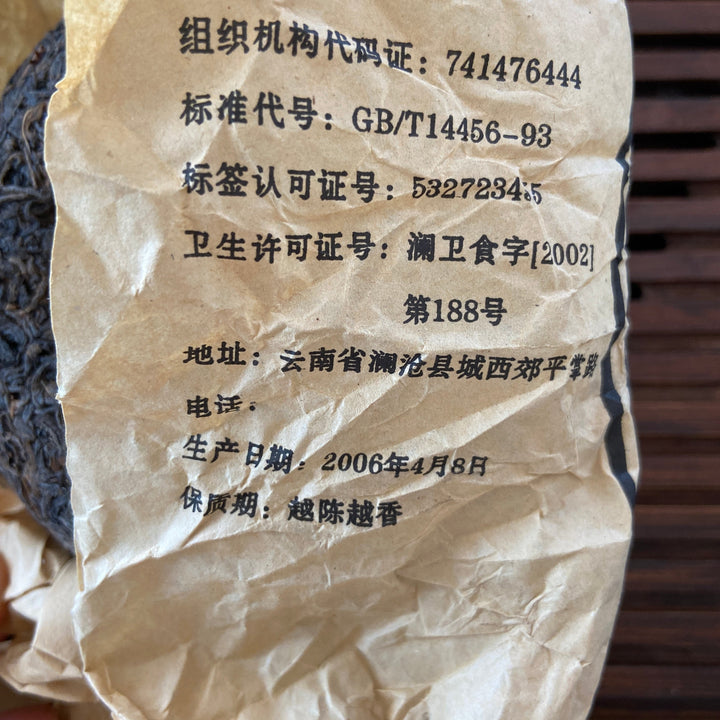 组织机构代码证：741476444
标准代号：GB/T14456-93
标签认可证号：532723435
卫生许可证号：澜卫食字[2002]
第188号
地址：云南省澜沧县城西郊平掌路
电话：
生产日期：2006年4月8日
保质期：越陈越香